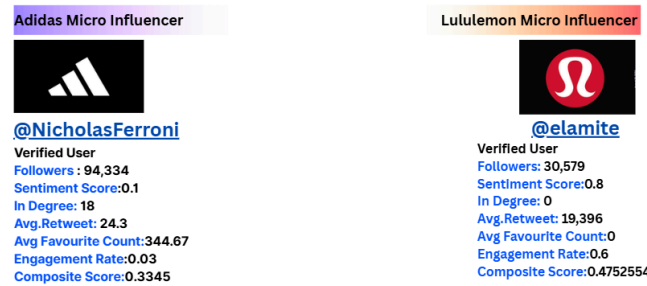 Adidas Micro Influencer
@NicholasFerroni
Verified User
Followers : 94,334
Sentiment Score:0.1
In Degree: 18
Avg.Retweet: 24.3
Avg Favourite Count:344.67
Engagement Rate:0.03
Composite Score:0.3345
Lululemon Micro Influencer
@elamite
Verified User
Followers: 30,579
Sentiment Score:0.8
In Degree: 0
Avg.Retweet: 19,396
Avg Favourite Count:0
Engagement Rate:0.6
Composite Score:0.4752554